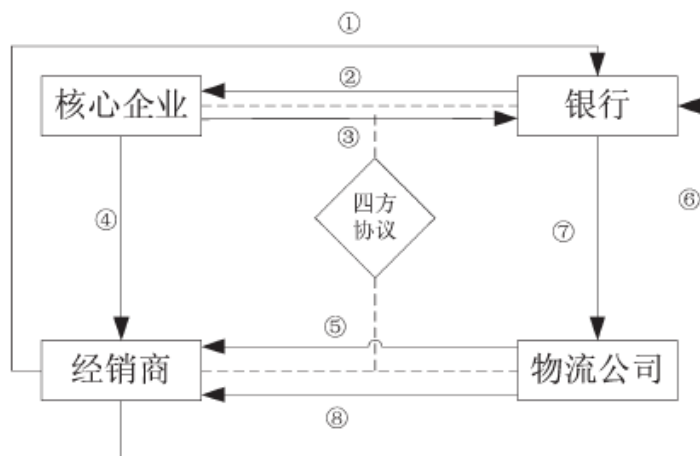 ①
核心企业
②
银行
③
⑥
④
四方
协议
⑦
⑤
经销商
物流公司
⑧